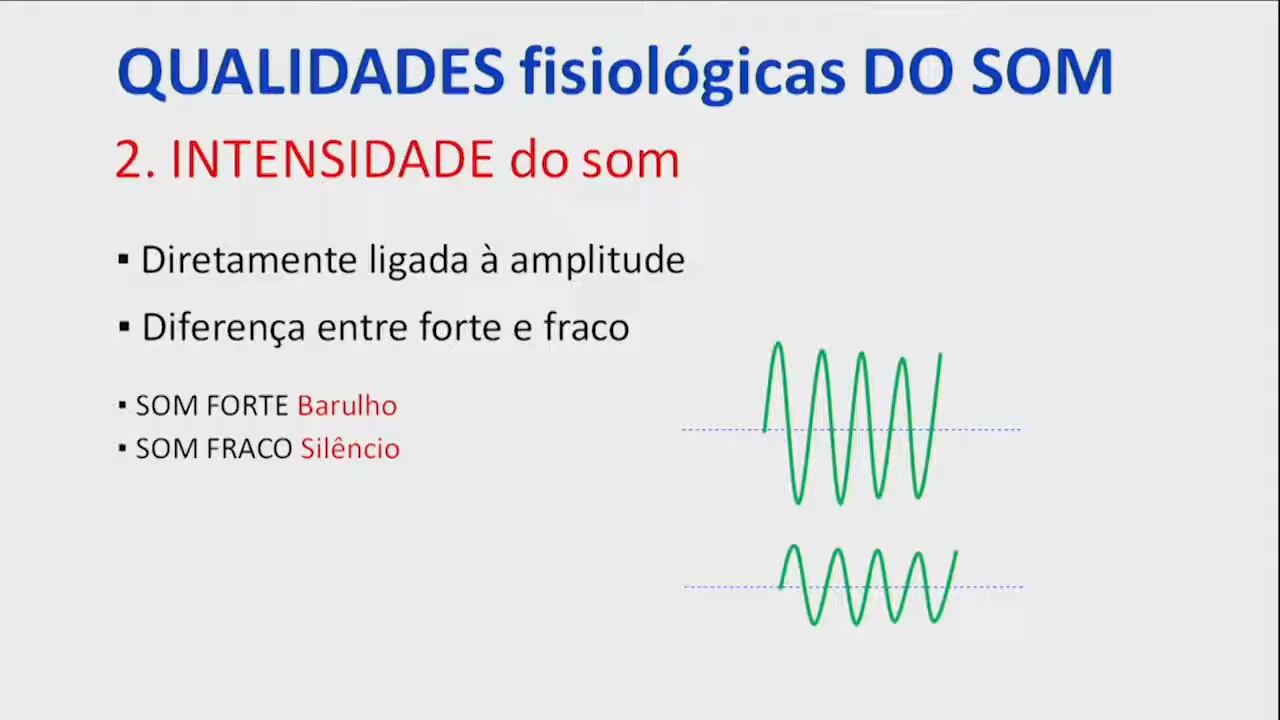 QUALIDADES fisiológicas DO SOM
2. INTENSIDADE do som
▪ Diretamente ligada à amplitude
▪ Diferença entre forte e fraco
▪ SOM FORTE Barulho
▪ SOM FRACO Silêncio